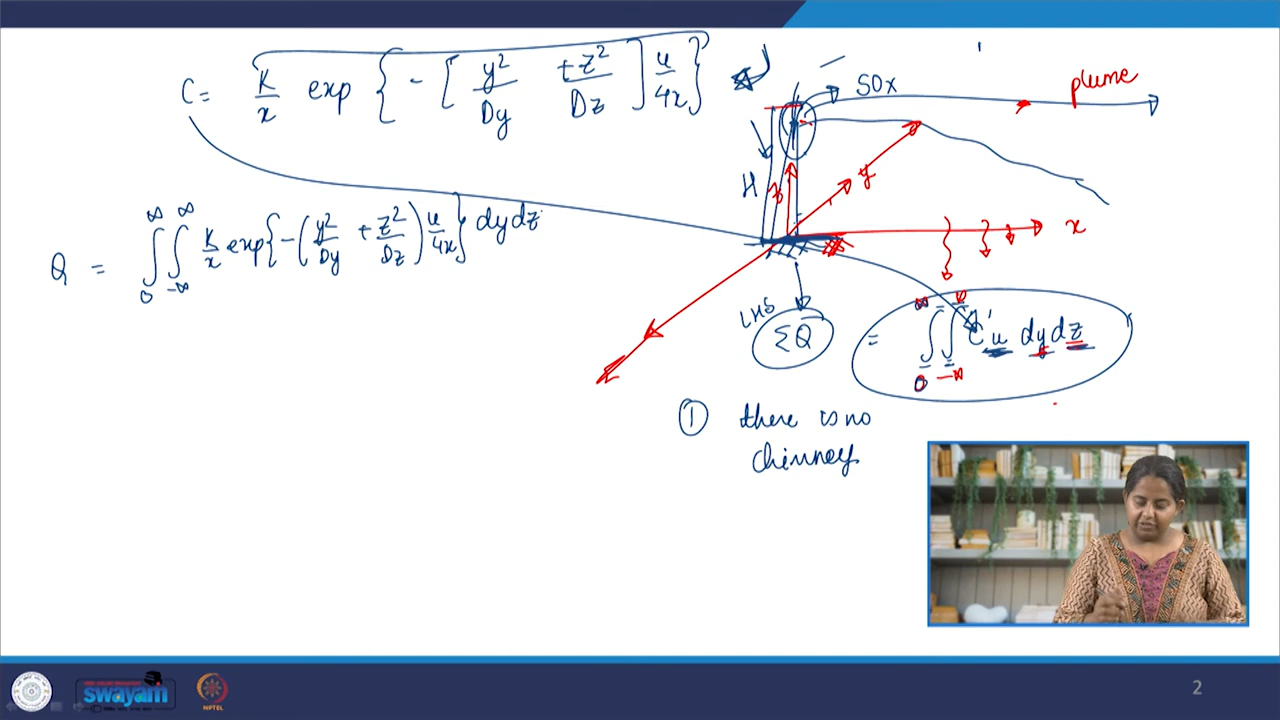 C = K/x exp { - [ y²/Dy + z²/Dz ] u/4x }
Q = ∫₀^∞ ∫₋∞^∞ K/x exp { - ( y²/Dy + z²/Dz ) u/4x } dy dz
SOx
plume
H
z
y
x
LHS
ΣQ
= ∫₀^∞ ∫₋∞^∞ C u dy dz
① there is no
chimney
swayam
NPTEL
2